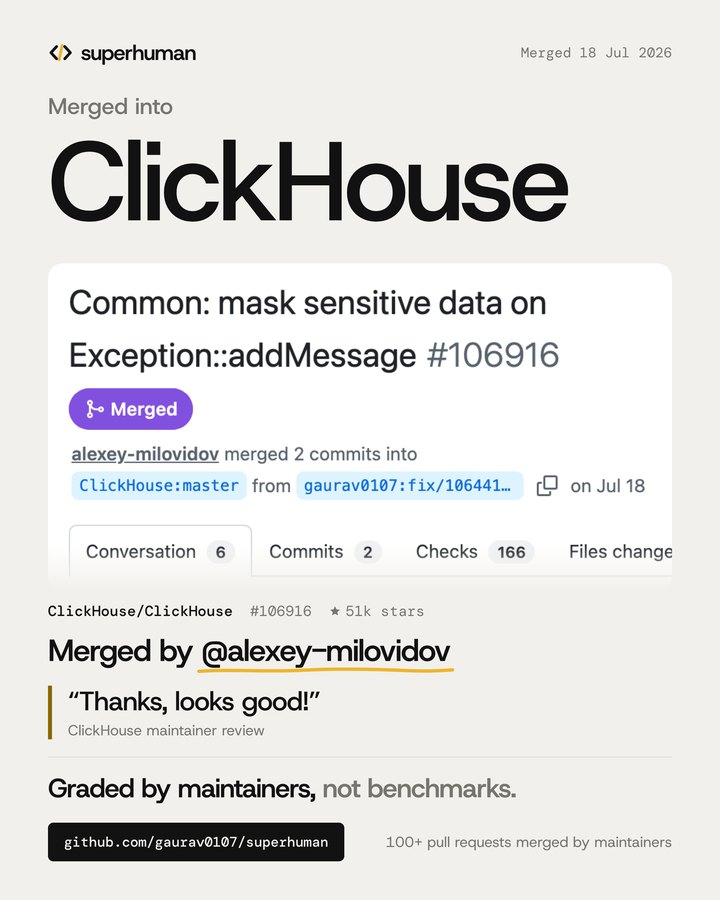 superhuman
Merged 18 Jul 2026
Merged into
ClickHouse
Common: mask sensitive data on
Exception::addMessage #106916
Merged
alexey-milovidov merged 2 commits into
ClickHouse:master from gaurav0107:fix/106441… on Jul 18
Conversation 6 Commits 2 Checks 166 Files change
ClickHouse/ClickHouse #106916 ★ 51k stars
Merged by @alexey-milovidov
“Thanks, looks good!”
ClickHouse maintainer review
Graded by maintainers, not benchmarks.
github.com/gaurav0107/superhuman
100+ pull requests merged by maintainers